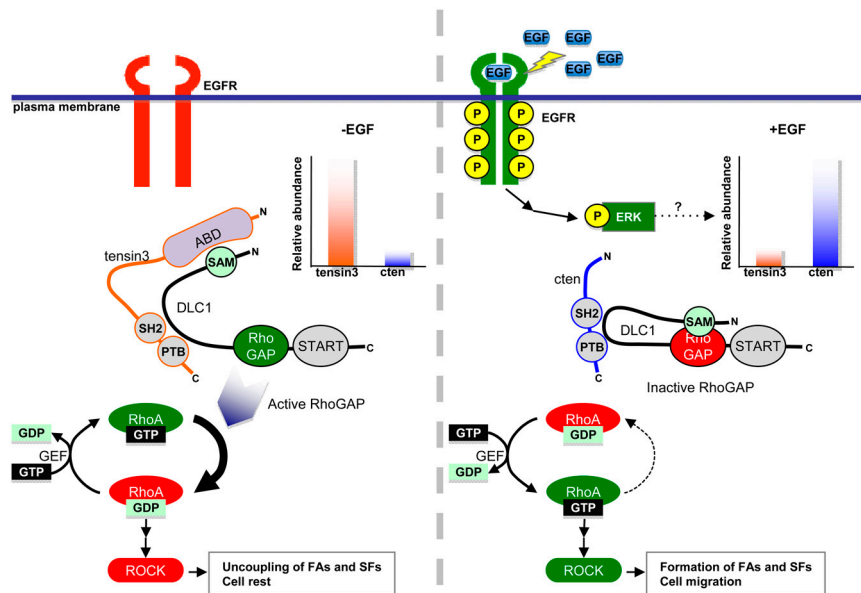 EGFR
plasma membrane
-EGF
Relative abundance
tensin3
cten
N
ABD
tensin3
SAM
N
DLC1
SH2
PTB
C
Rho
GAP
START
C
Active RhoGAP
RhoA
GTP
GDP
GEF
GTP
RhoA
GDP
ROCK
Uncoupling of FAs and SFs
Cell rest
EGF
EGF
EGF
EGF
EGF
P
P
P
P
P
P
EGFR
+EGF
P
ERK
?
Relative abundance
tensin3
cten
N
cten
SH2
PTB
C
DLC1
SAM
N
Rho
GAP
START
C
Inactive RhoGAP
RhoA
GDP
GTP
GEF
GDP
RhoA
GTP
ROCK
Formation of FAs and SFs
Cell migration